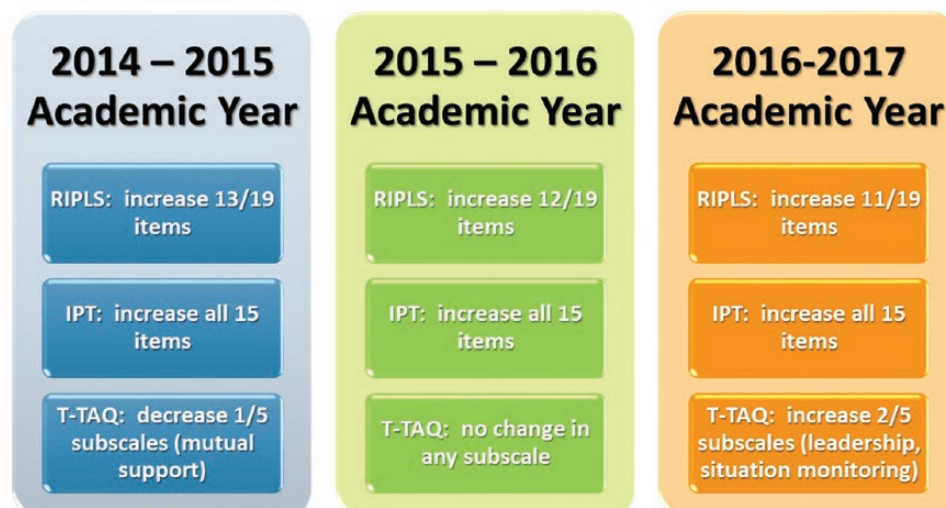 2014 – 2015
Academic Year
RIPLS:  increase 13/19
items
IPT:  increase all 15
items
T-TAQ:  decrease 1/5
subscales (mutual
support)
2015 – 2016
Academic Year
RIPLS:  increase 12/19
items
IPT:  increase all 15
items
T-TAQ:  no change in
any subscale
2016-2017
Academic Year
RIPLS:  increase 11/19
items
IPT:  increase all 15
items
T-TAQ:  increase 2/5
subscales (leadership,
situation monitoring)